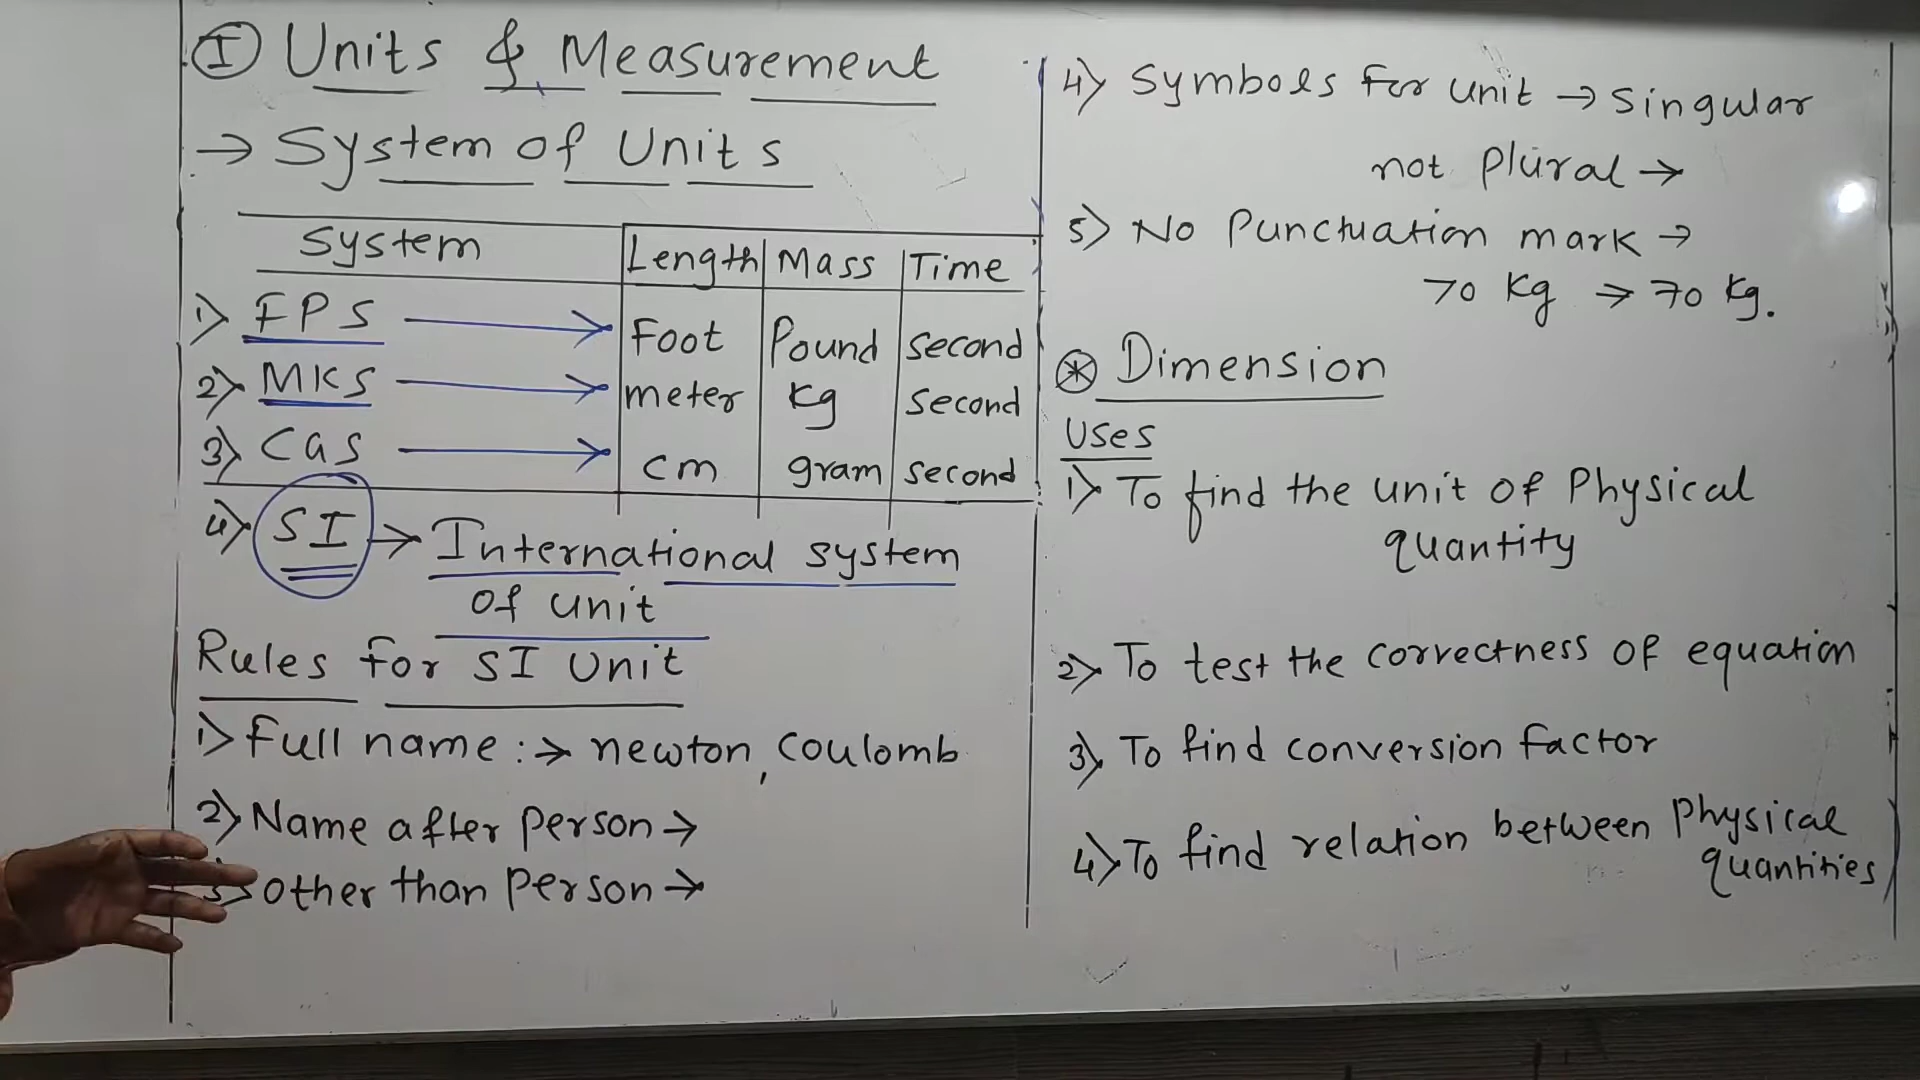 I Units & Measurement
→ System of Units
System Length Mass Time
1) FPS → Foot Pound second
2) MKS → meter Kg second
3) CGS → cm gram second
4) SI → International system
of unit
Rules for SI Unit
1) Full name :→ newton, Coulomb
2) Name after person →
3) other than person →
4) Symbols for unit → Singular
not plural →
5) No Punctuation mark →
70 Kg → 70 Kg.
* Dimension
Uses
1) To find the unit of Physical
quantity
2) To test the correctness of equation
3) To find conversion factor
4) To find relation between Physical
quantities